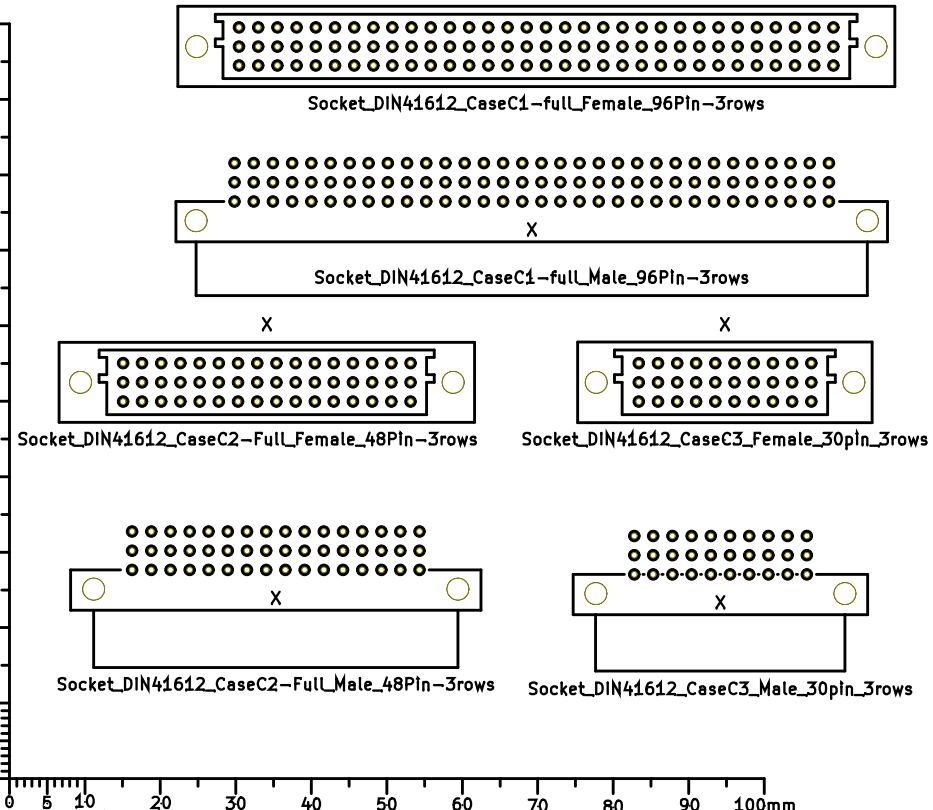 Socket_DIN41612_CaseC1-full_Female_96Pin-3rows
X
Socket_DIN41612_CaseC1-full_Male_96Pin-3rows
X X
Socket_DIN41612_CaseC2-Full_Female_48Pin-3rows Socket_DIN41612_CaseC3_Female_30pin_3rows
X X
Socket_DIN41612_CaseC2-Full_Male_48Pin-3rows Socket_DIN41612_CaseC3_Male_30pin_3rows
0 5 10 20 30 40 50 60 70 80 90 100mm